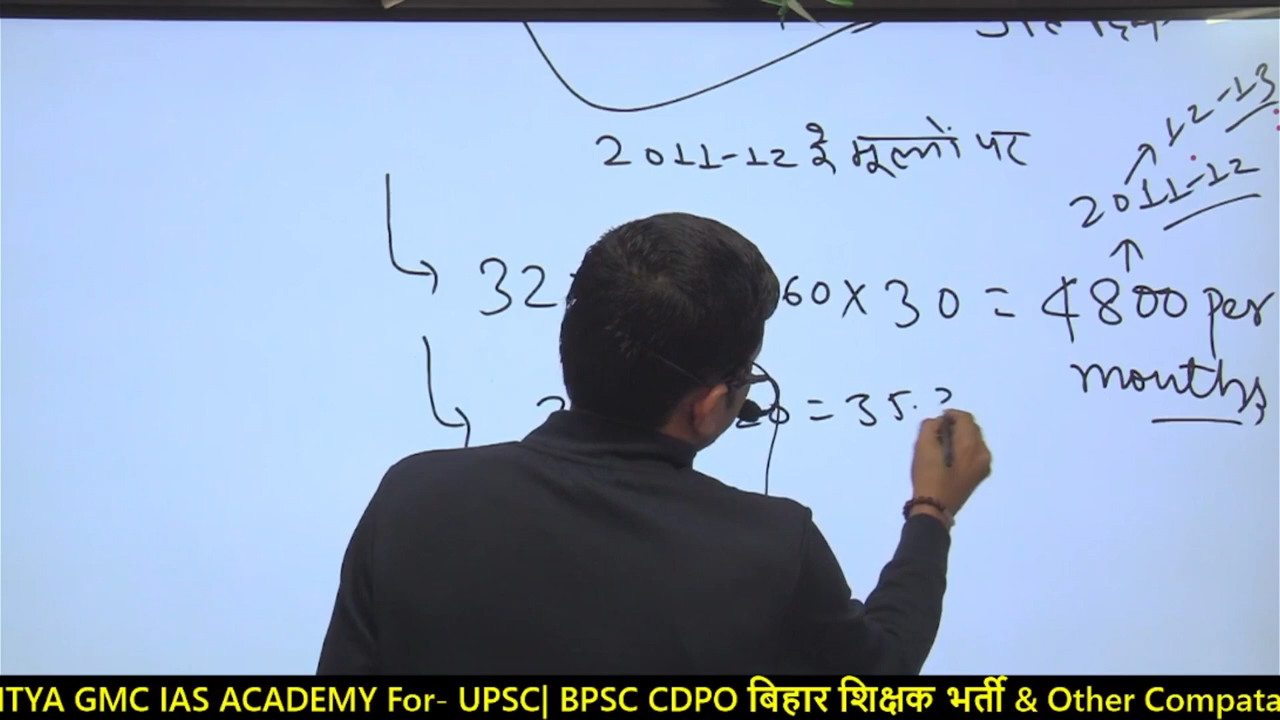 12-13
2011-12 के मूल्यों पर
2011-12
32 60 X 30 = 4800 per
months
= 35.
ITYA GMC IAS ACADEMY For- UPSC| BPSC CDPO बिहार शिक्षक भर्ती & Other Compata